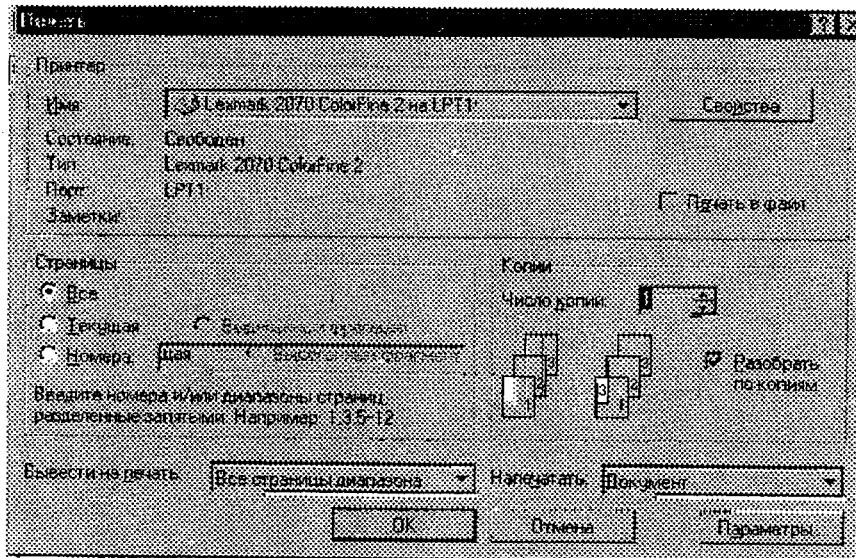 Печать
Принтер
Имя: Lexmark 2070 ColorFine 2 на LPT1: Свойства
Состояние: Свободен
Тип: Lexmark 2070 ColorFine 2
Порт: LPT1:
Заметки: Печать в файл
Страницы
Все
Текущая
Номера:
Введите номера и/или диапазоны страниц,
разделенные запятыми. Например: 1,3,5-12
Копии
Число копий: 1
Разобрать
по копиям
Вывести на печать: Все страницы диапазона Напечатать: Документ
OK Отмена Параметры